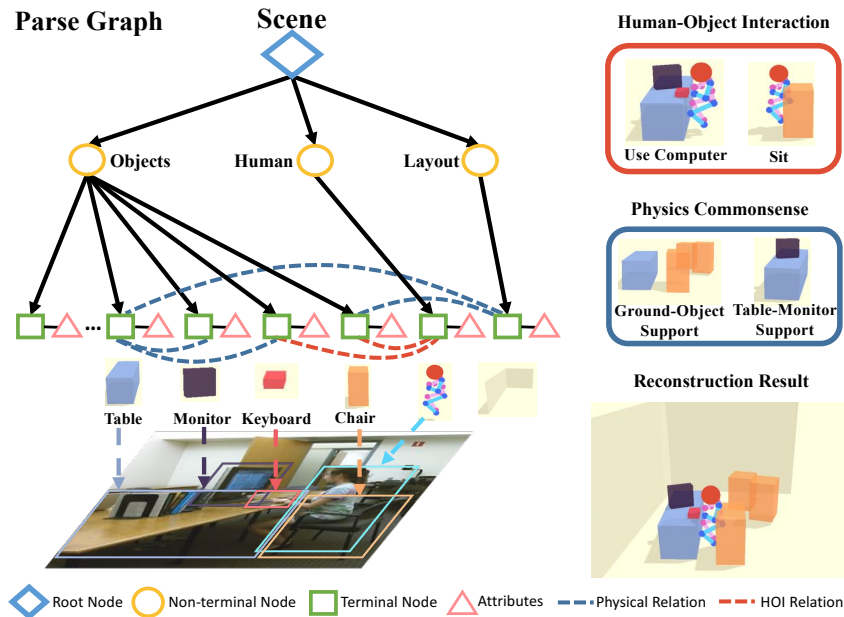 Parse Graph
Scene
Objects
Human
Layout
...
Table
Monitor
Keyboard
Chair
Human-Object Interaction
Use Computer
Sit
Physics Commonsense
Ground-Object
Support
Table-Monitor
Support
Reconstruction Result
Root Node
Non-terminal Node
Terminal Node
Attributes
Physical Relation
HOI Relation